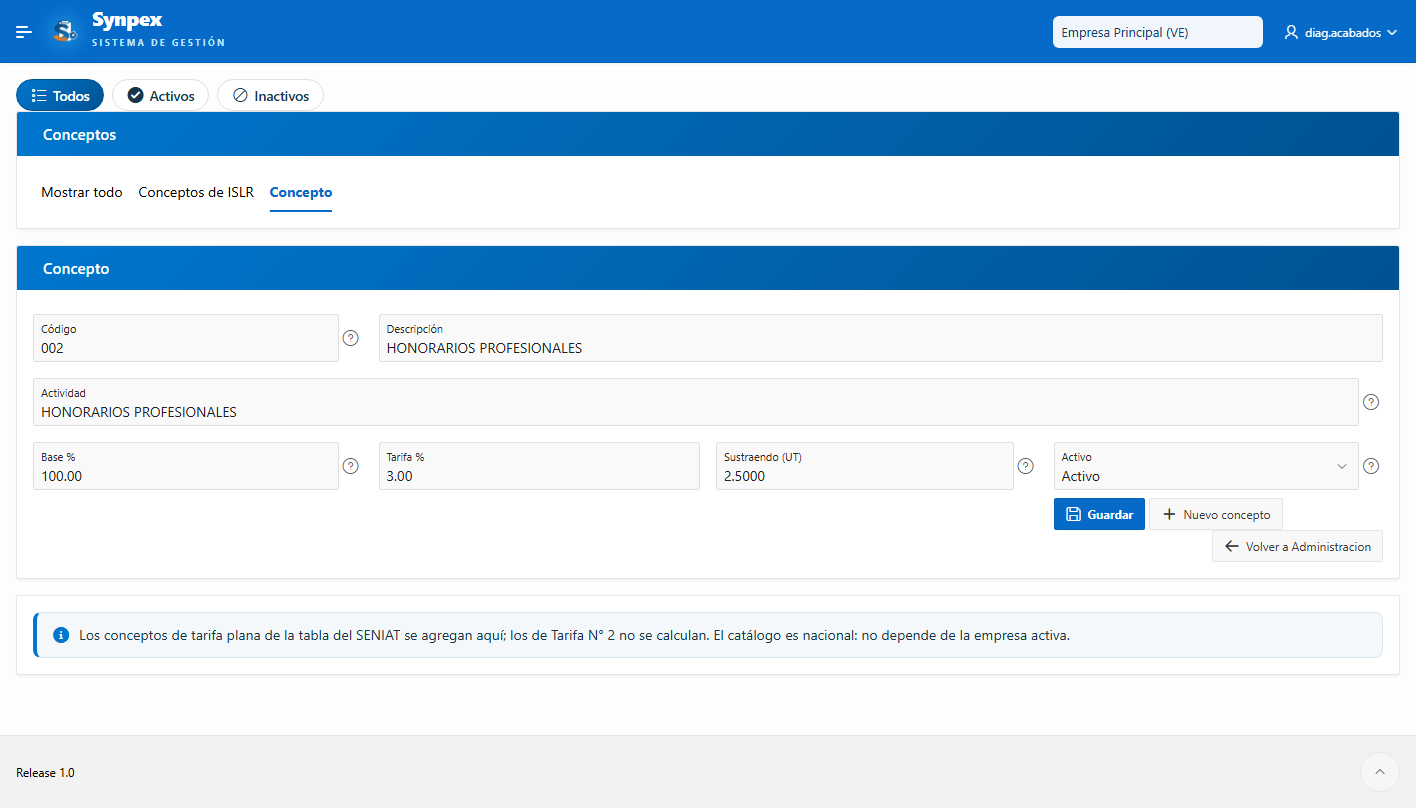 Synpex
SISTEMA DE GESTIÓN
Empresa Principal (VE)
diag.acabados
Todos
Activos
Inactivos
Conceptos
Mostrar todo
Conceptos de ISLR
Concepto
Concepto
Código
002
Descripción
HONORARIOS PROFESIONALES
Actividad
HONORARIOS PROFESIONALES
Base %
100.00
Tarifa %
3.00
Sustraendo (UT)
2.5000
Activo
Activo
Guardar
Nuevo concepto
Volver a Administracion
Los conceptos de tarifa plana de la tabla del SENIAT se agregan aquí; los de Tarifa N° 2 no se calculan. El catálogo es nacional: no depende de la empresa activa.
Release 1.0